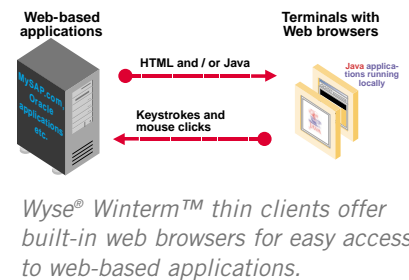 Web-based
applications
Terminals with
Web browsers
HTML and / or Java
Java applica-
tions running
locally
MySAP.com,
Oracle
applications
etc.
Keystrokes and
mouse clicks
Wyse® Winterm™ thin clients offer
built-in web browsers for easy access
to web-based applications.